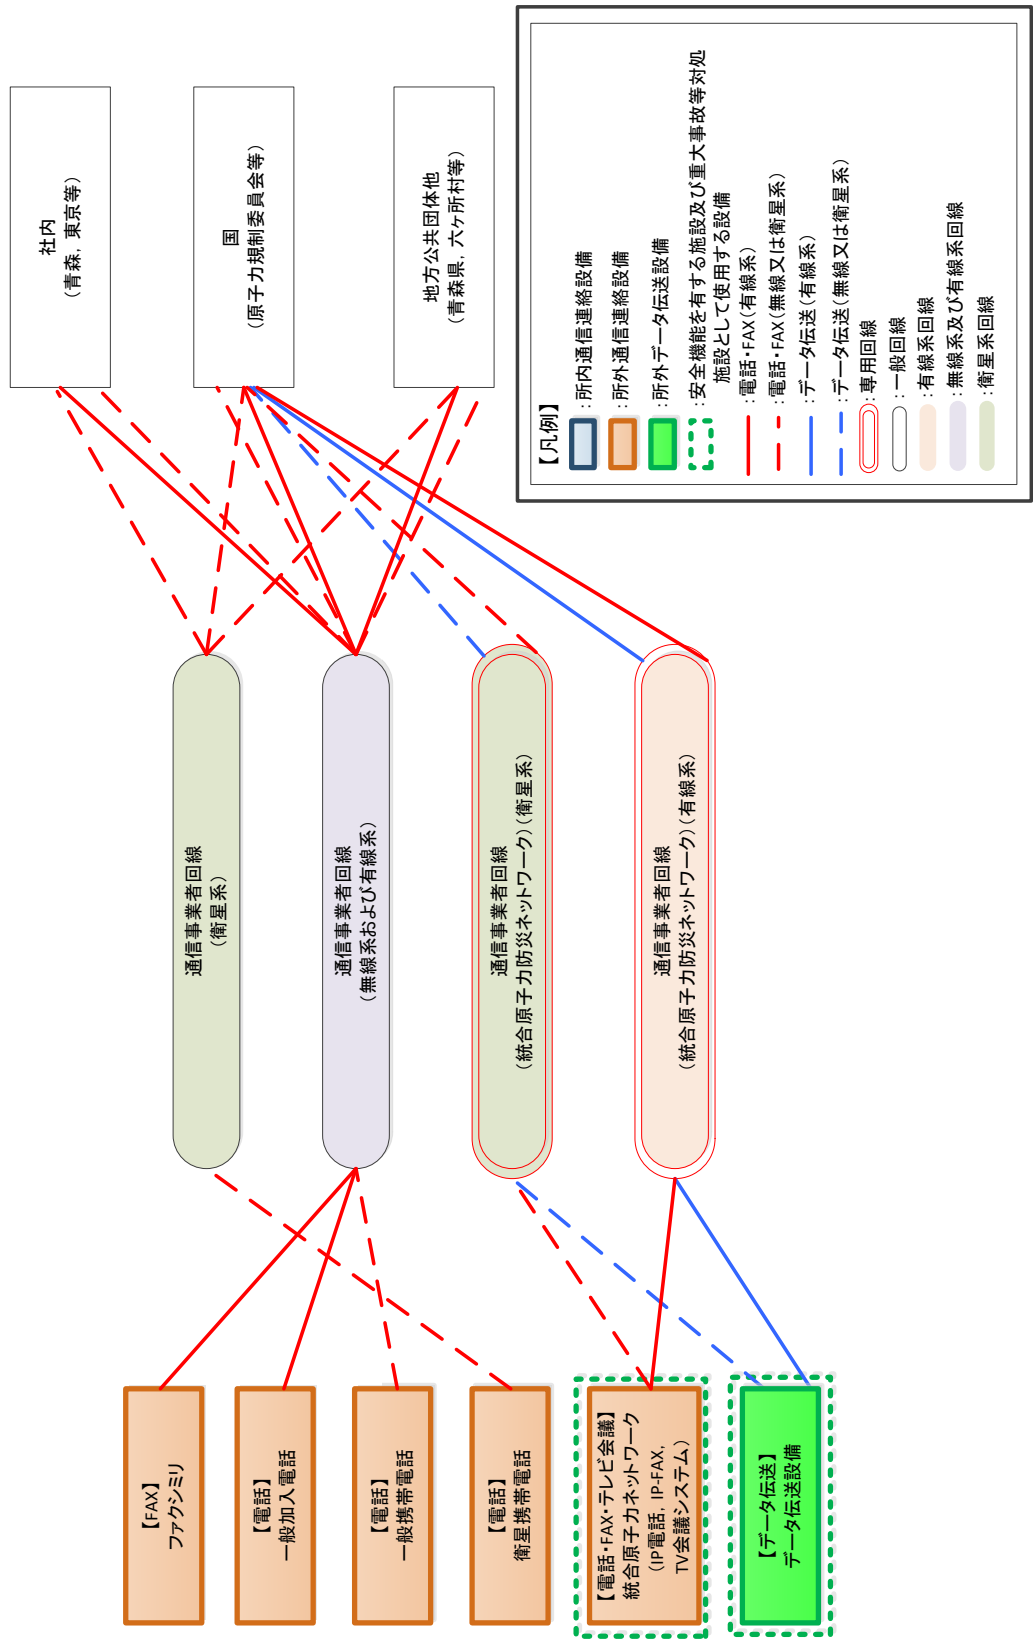 社内
（青森，東京等）
国
（原子力規制委員会等）
地方公共団体他
（青森県，六ヶ所村等）
通信事業者回線
（衛星系）
通信事業者回線
（無線系および有線系）
通信事業者回線
（統合原子力防災ネットワーク）（衛星系）
通信事業者回線
（統合原子力防災ネットワーク）（有線系）
【FAX】
ファクシミリ
【電話】
一般加入電話
【電話】
一般携帯電話
【電話】
衛星携帯電話
【電話・FAX・テレビ会議】
統合原子力ネットワーク
（IP電話，IP-FAX，
TV会議システム）
【データ伝送】
データ伝送設備
【凡例】
：所内通信連絡設備
：所外通信連絡設備
：所外データ伝送設備
：安全機能を有する施設及び重大事故等対処
施設として使用する設備
：電話・FAX（有線系）
：電話・FAX（無線又は衛星系）
：データ伝送（有線系）
：データ伝送（無線又は衛星系）
：専用回線
：一般回線
：有線系回線
：無線系及び有線系回線
：衛星系回線